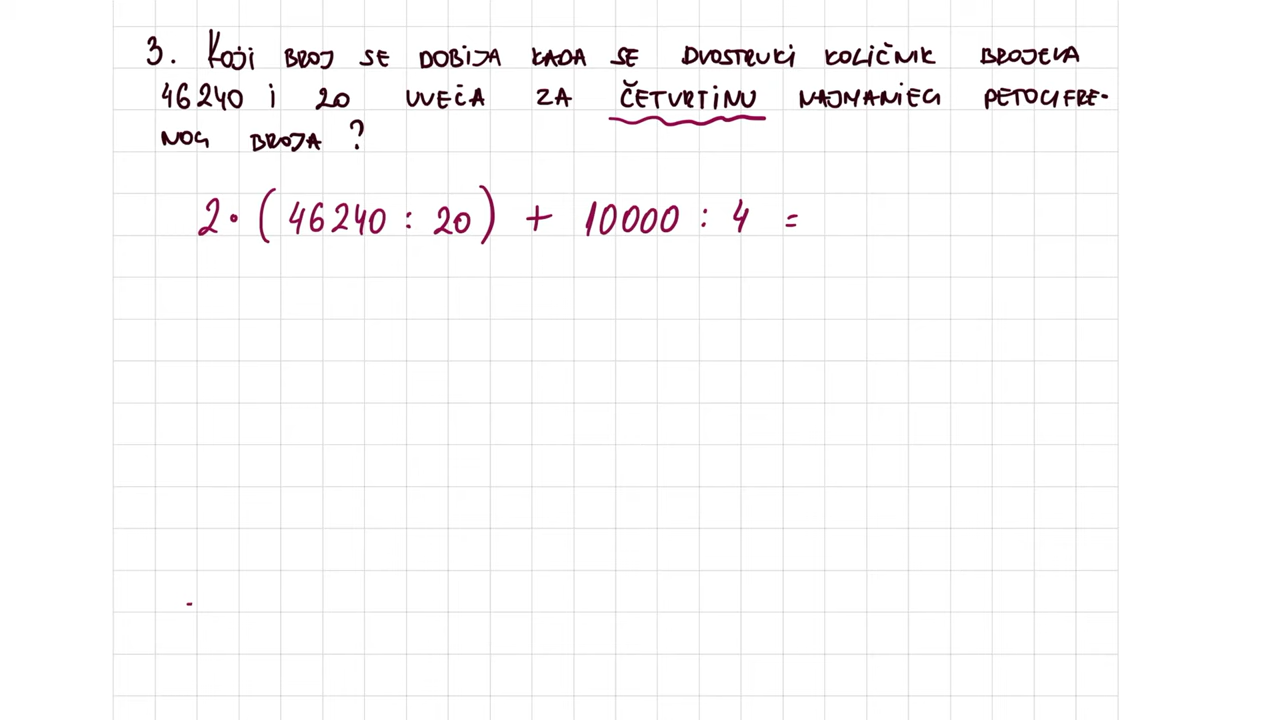 3. Koji BROJ SE DOBIJA KADA SE DVOSTRUKI KOLIČNIK BROJEVA
46240 i 20 UVEĆA ZA ČETVRTINU NAJMANJEG PETOCIFRE-
NOG BROJA ?
2 • ( 46240 : 20 ) + 10000 : 4 =